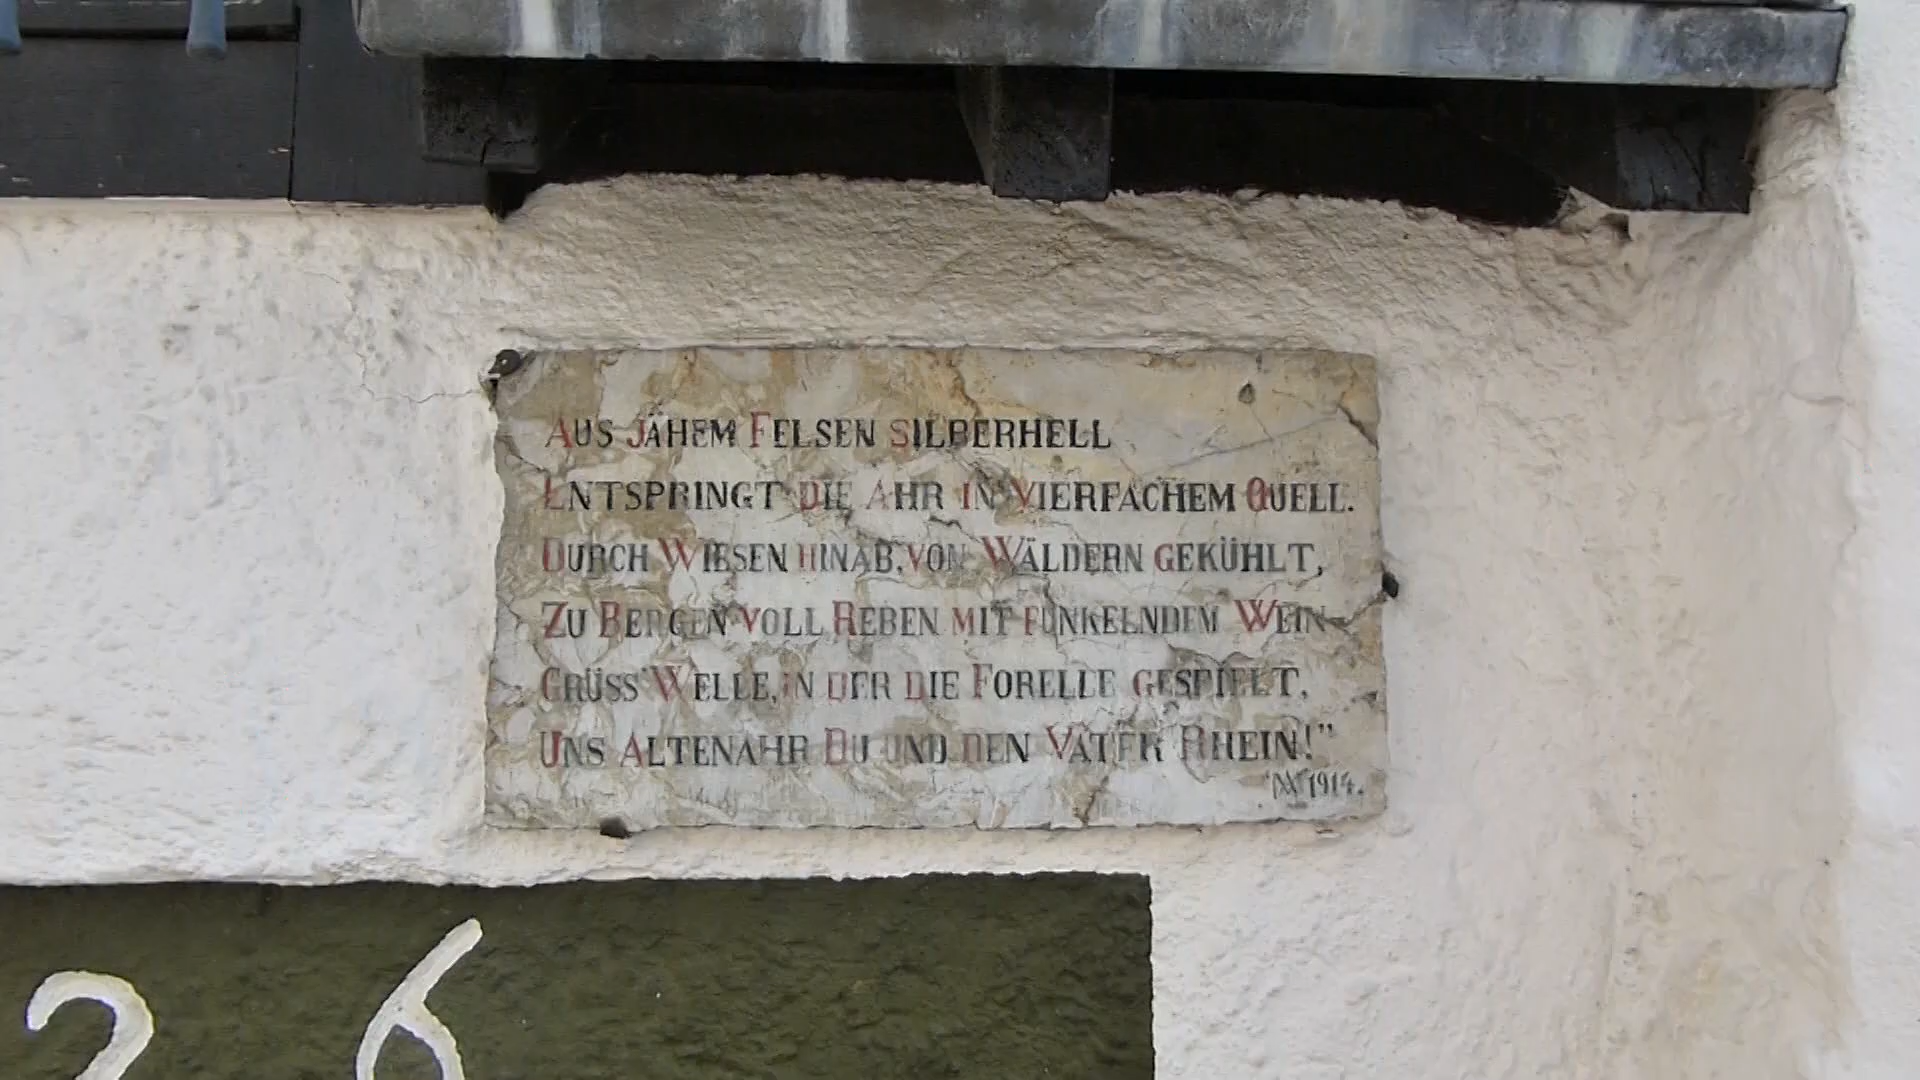 AUS JÄHEM FELSEN SILBERHELL
ENTSPRINGT DIE AHR IN VIERFACHEM QUELL.
DURCH WIESEN HINAB, VON WÄLDERN GEKÜHLT,
ZU BERGEN VOLL REBEN MIT FUNKELNDEM WEIN
GRÜSS' WELLE, IN DER DIE FORELLE GESPIELT,
UNS ALTENAHR DU UND DEN VATER RHEIN!"
1914.
26